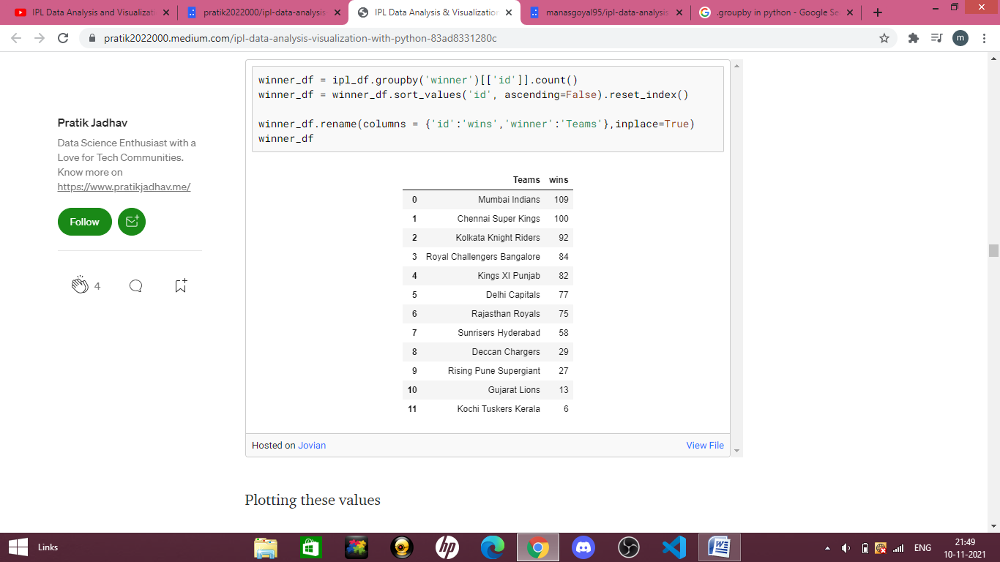 IPL Data Analysis and Visualizati
pratik2022000/ipl-data-analysis
IPL Data Analysis & Visualization
manasgoyal95/ipl-data-analysis
.groupby in python - Google Se
pratik2022000.medium.com/ipl-data-analysis-visualization-with-python-83ad8331280c
m
Pratik Jadhav
Data Science Enthusiast with a
Love for Tech Communities.
Know more on
https://www.pratikjadhav.me/
Follow
4
winner_df = ipl_df.groupby('winner')[['id']].count()
winner_df = winner_df.sort_values('id', ascending=False).reset_index()
winner_df.rename(columns = {'id':'wins','winner':'Teams'},inplace=True)
winner_df
Teams wins
0 Mumbai Indians 109
1 Chennai Super Kings 100
2 Kolkata Knight Riders 92
3 Royal Challengers Bangalore 84
4 Kings XI Punjab 82
5 Delhi Capitals 77
6 Rajasthan Royals 75
7 Sunrisers Hyderabad 58
8 Deccan Chargers 29
9 Rising Pune Supergiant 27
10 Gujarat Lions 13
11 Kochi Tuskers Kerala 6
Hosted on Jovian View File
Plotting these values
Links
hp
W
ENG
21:49
10-11-2021